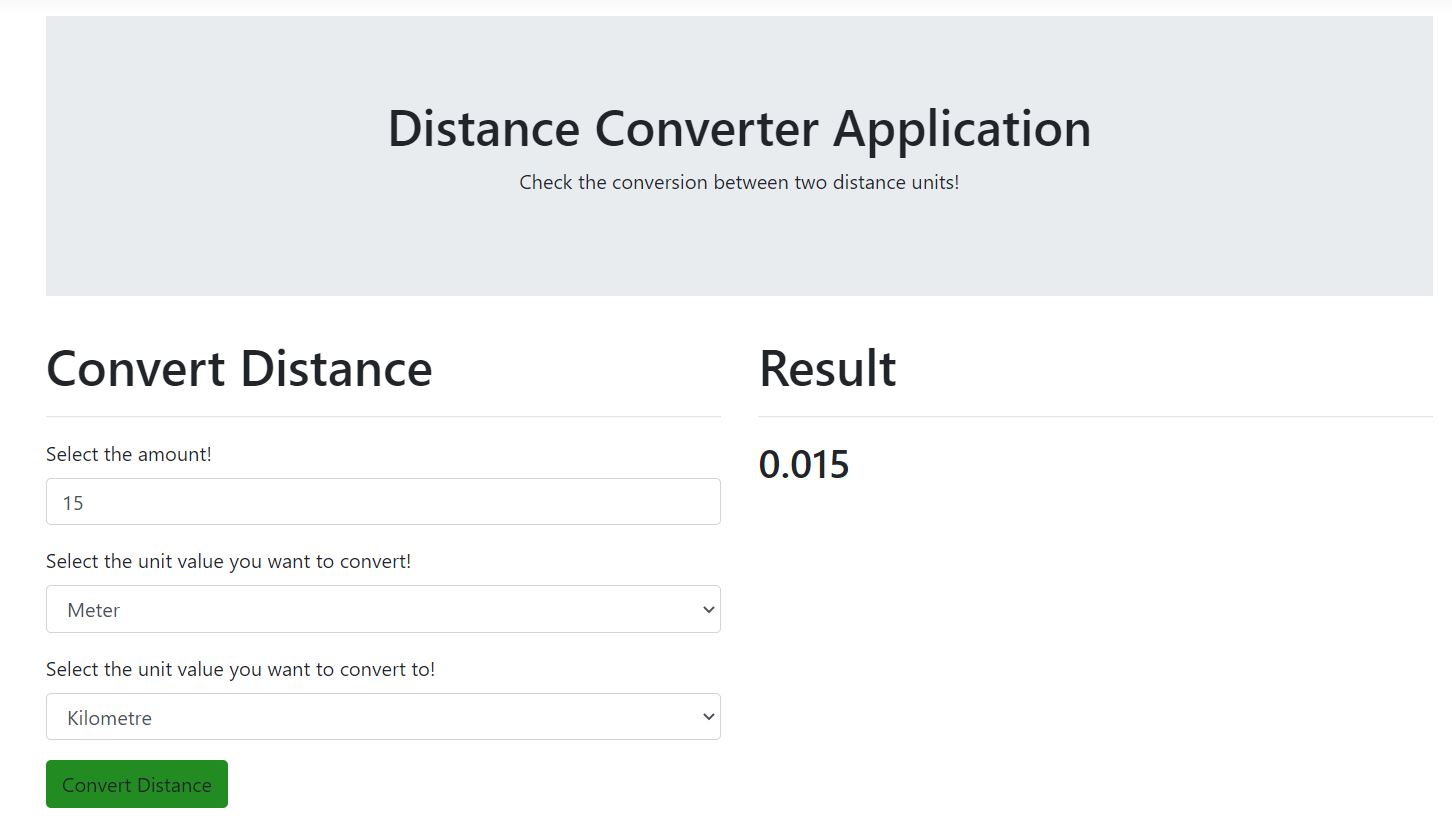 Distance Converter Application
Check the conversion between two distance units!
Convert Distance
Select the amount!
15
Select the unit value you want to convert!
Meter
Select the unit value you want to convert to!
Kilometre
Convert Distance
Result
0.015